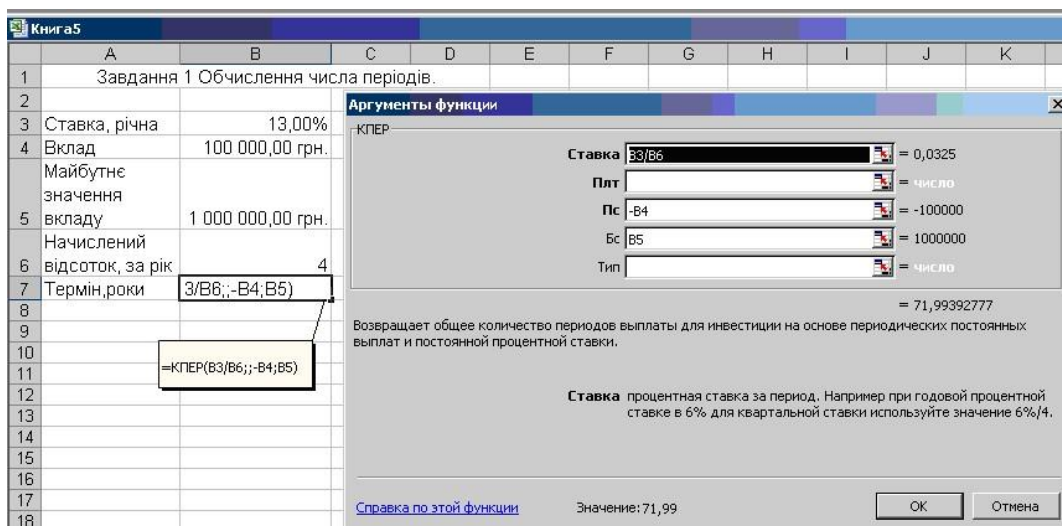 Книга5
A B C D E F G H I J K
1 Завдання 1 Обчислення числа періодів.
2
3 Ставка, річна 13,00%
4 Вклад 100 000,00 грн.
Майбутнє
значення
5 вкладу 1 000 000,00 грн.
Начислений
6 відсоток, за рік 4
7 Термін,роки 3/B6;;-B4;B5)
8
9
10
11
12
13
14
15
16
17
18
=КПЕР(B3/B6;;-B4;B5)
Аргументы функции
КПЕР
Ставка B3/B6 = 0,0325
Плт = число
Пс -B4 = -100000
Бс B5 = 1000000
Тип = число
= 71,99392777
Возвращает общее количество периодов выплаты для инвестиции на основе периодических постоянных
выплат и постоянной процентной ставки.
Ставка процентная ставка за период. Например при годовой процентной
ставке в 6% для квартальной ставки используйте значение 6%/4.
Справка по этой функции Значение:71,99 OK Отмена